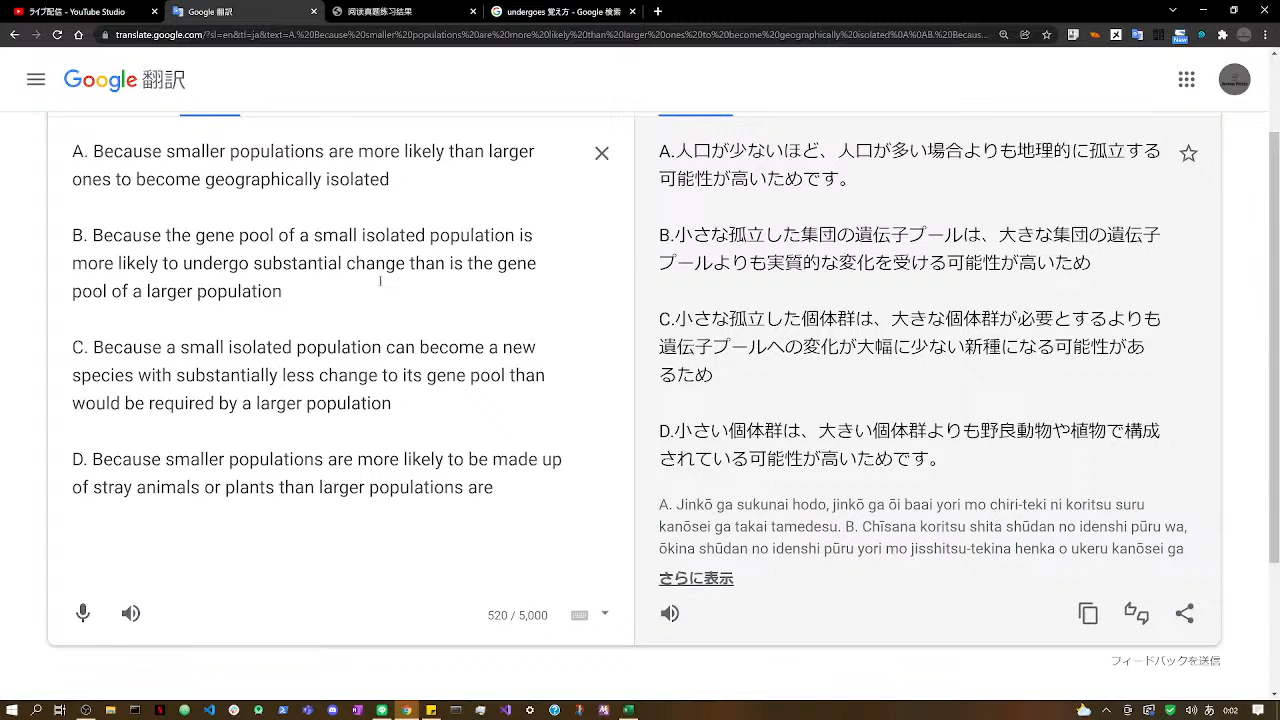 ライブ配信 - YouTube Studio
Google 翻訳
阅读真题练习结果
undergoes 覚え方 - Google 検索
translate.google.com/?sl=en&tl=ja&text=A.%20Because%20smaller%20populations%20are%20more%20likely%20than%20larger%20ones%20to%20become%20geographically%20isolated%0A%0AB.%20Becaus...
New
Google 翻訳
A. Because smaller populations are more likely than larger
ones to become geographically isolated
B. Because the gene pool of a small isolated population is
more likely to undergo substantial change than is the gene
pool of a larger population
C. Because a small isolated population can become a new
species with substantially less change to its gene pool than
would be required by a larger population
D. Because smaller populations are more likely to be made up
of stray animals or plants than larger populations are
520 / 5,000
A.人口が少ないほど、人口が多い場合よりも地理的に孤立する
可能性が高いためです。
B.小さな孤立した集団の遺伝子プールは、大きな集団の遺伝子
プールよりも実質的な変化を受ける可能性が高いため
C.小さな孤立した個体群は、大きな個体群が必要とするよりも
遺伝子プールへの変化が大幅に少ない新種になる可能性があ
るため
D.小さい個体群は、大きい個体群よりも野良動物や植物で構成
されている可能性が高いためです。
A. Jinkō ga sukunai hodo, jinkō ga ōi baai yori mo chiri-teki ni koritsu suru
kanōsei ga takai tamedesu. B. Chīsana koritsu shita shūdan no idenshi pūru wa,
ōkina shūdan no idenshi pūru yori mo jisshitsu-tekina henka o ukeru kanōsei ga
さらに表示
フィードバックを送信
0:02